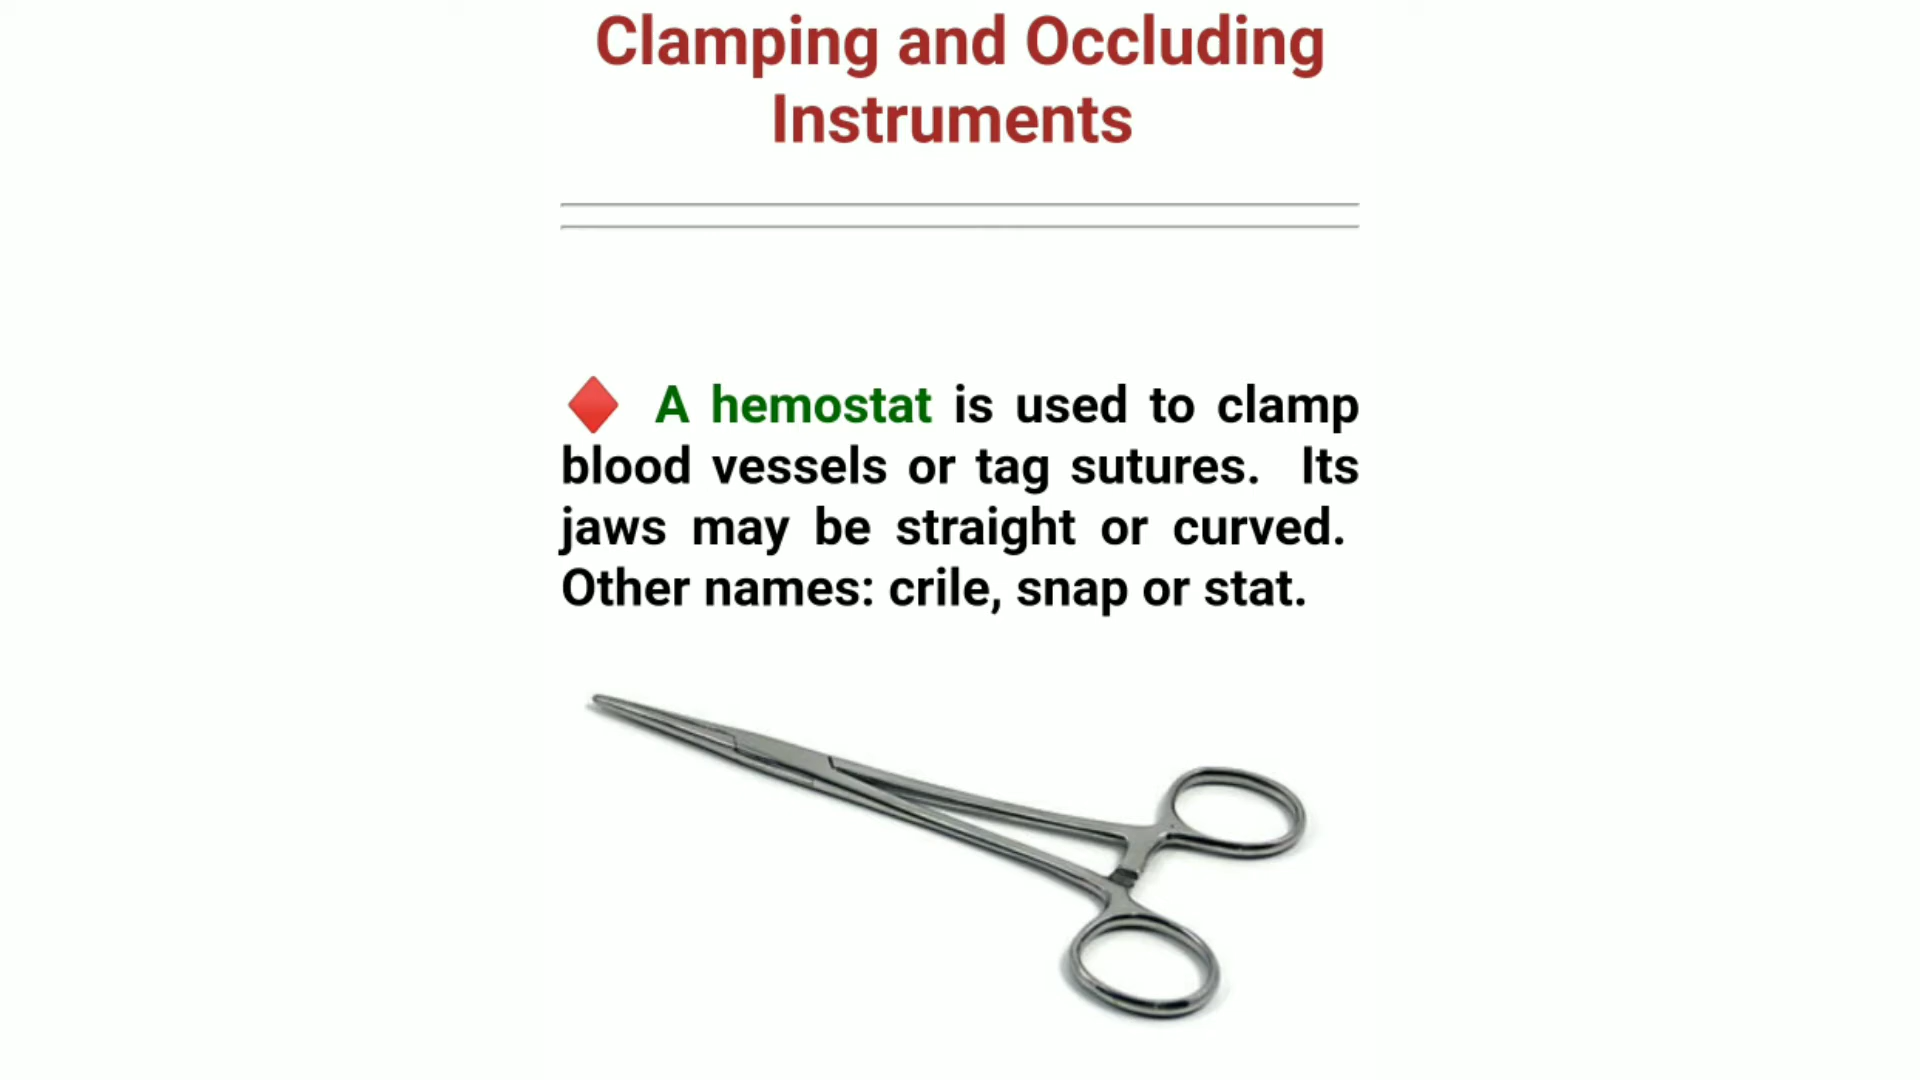 Clamping and Occluding
Instruments
♦ A hemostat is used to clamp
blood vessels or tag sutures. Its
jaws may be straight or curved.
Other names: crile, snap or stat.